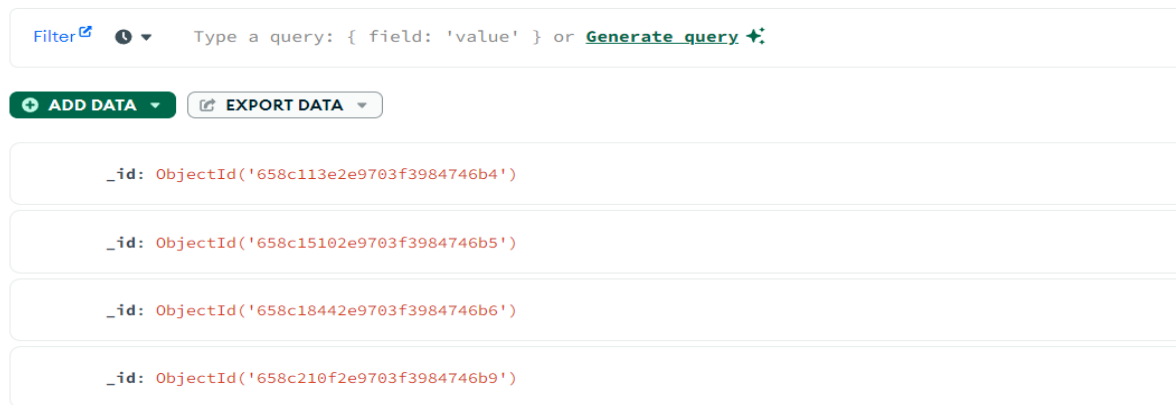 Filter Type a query: { field: 'value' } or Generate query
ADD DATA EXPORT DATA
_id: ObjectId('658c113e2e9703f3984746b4')
_id: ObjectId('658c15102e9703f3984746b5')
_id: ObjectId('658c18442e9703f3984746b6')
_id: ObjectId('658c210f2e9703f3984746b9')